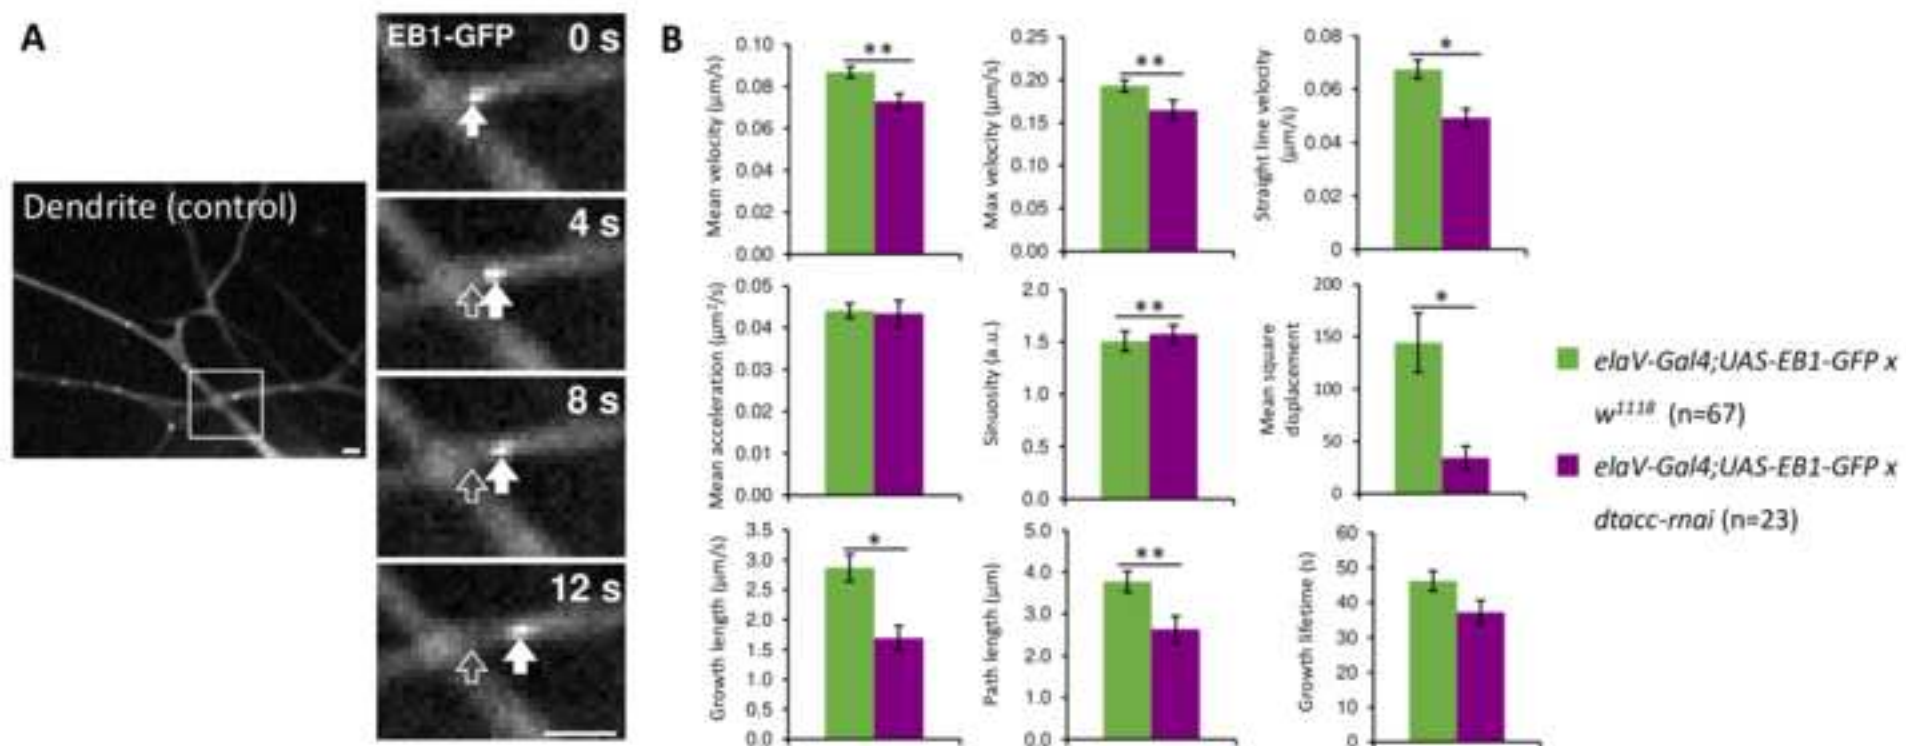 A
Dendrite (control)
EB1-GFP
0 s
4 s
8 s
12 s
B
Mean velocity (µm/s)
0.10
0.08
0.06
0.04
0.02
0.00
**
Max velocity (µm/s)
0.25
0.20
0.15
0.10
0.05
0.00
**
Straight line velocity
(µm/s)
0.08
0.06
0.04
0.02
0
*
Mean acceleration (µm²/s)
0.05
0.04
0.03
0.02
0.01
0.00
Sinuosity (a.u.)
2.0
1.5
1.0
0.5
0.0
**
Mean square
displacement
200
150
100
50
0
*
Growth length (µm/s)
3.5
3.0
2.5
2.0
1.5
1.0
0.5
0.0
*
Path length (µm)
5.0
4.0
3.0
2.0
1.0
0.0
**
Growth lifetime (s)
60
50
40
30
20
10
0
elaV-Gal4;UAS-EB1-GFP x
w¹¹¹⁸ (n=67)
elaV-Gal4;UAS-EB1-GFP x
dtacc-rnai (n=23)